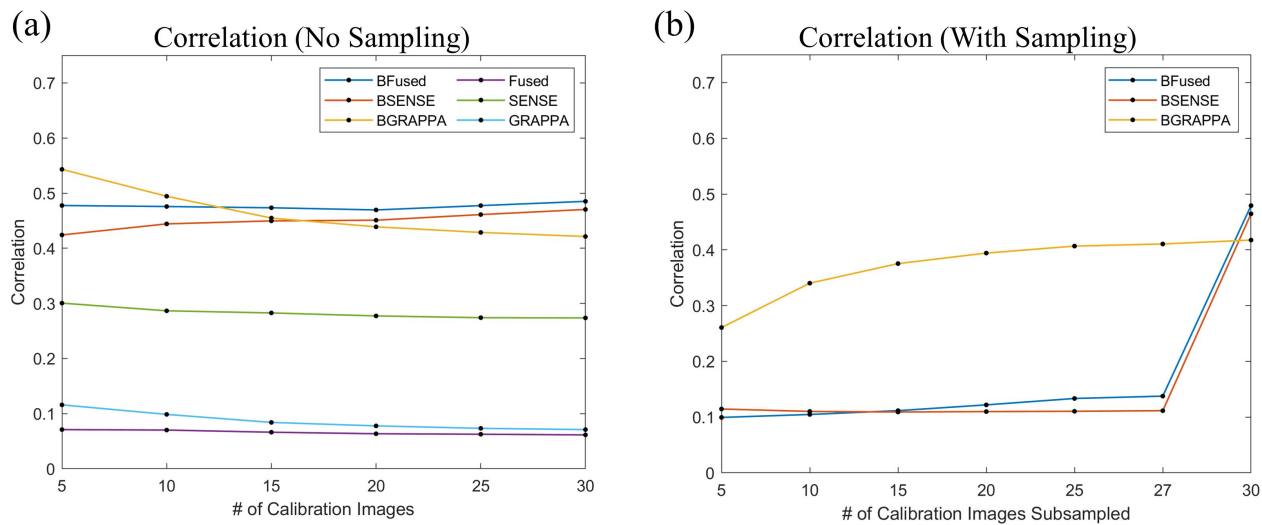 (a)
Correlation (No Sampling)
0.7
0.6
0.5
0.4
0.3
0.2
0.1
0
Correlation
BFused
BSENSE
BGRAPPA
Fused
SENSE
GRAPPA
5 10 15 20 25 30
# of Calibration Images
(b)
Correlation (With Sampling)
0.7
0.6
0.5
0.4
0.3
0.2
0.1
0
Correlation
BFused
BSENSE
BGRAPPA
5 10 15 20 25 27 30
# of Calibration Images Subsampled